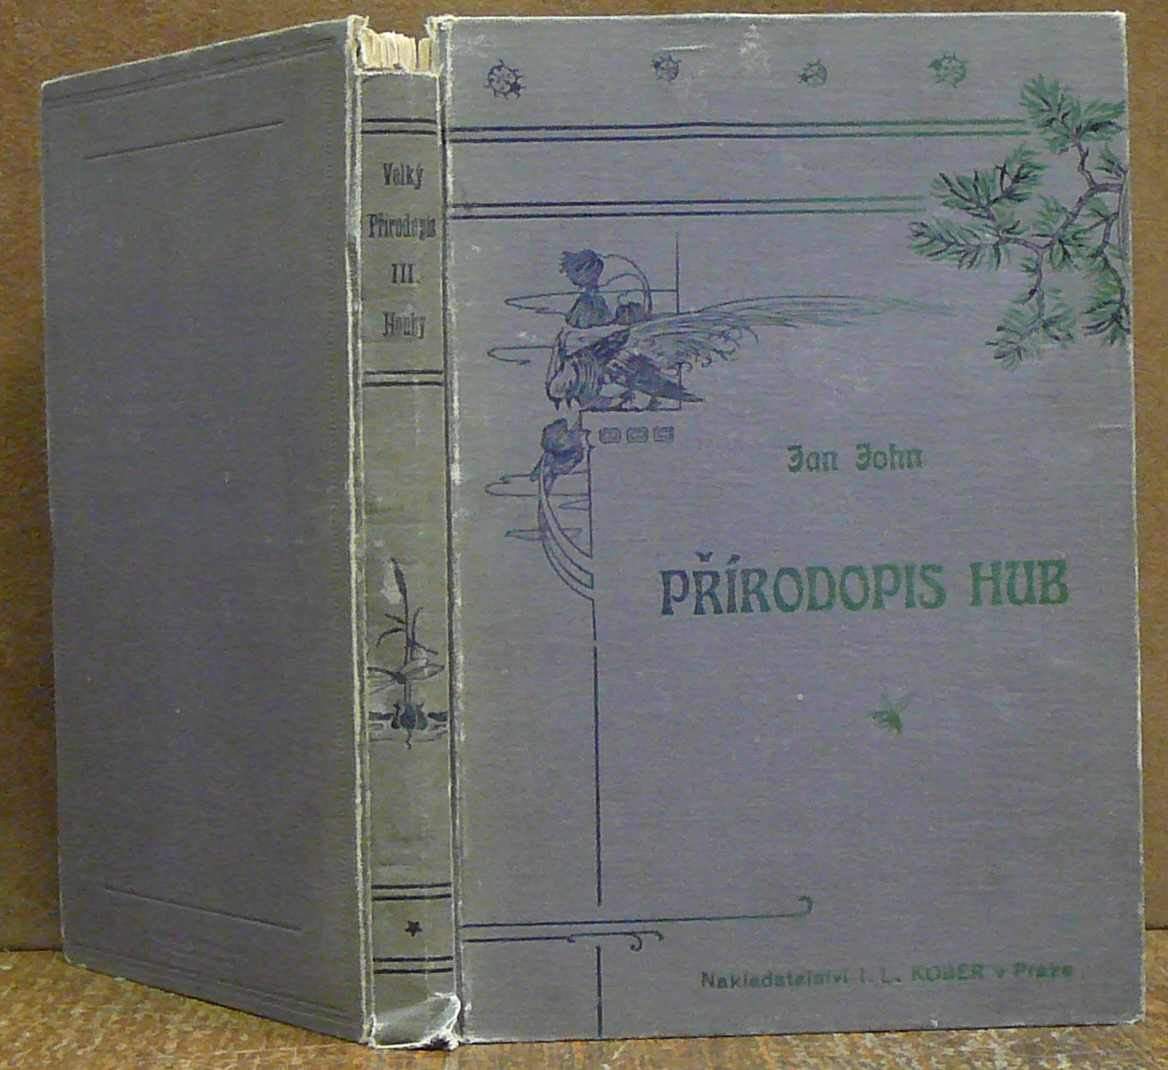 Velký
Přírodopis
III.
Houby
Jan John
PŘÍRODOPIS HUB
Nakladatelství I. L. KOBER v Praze